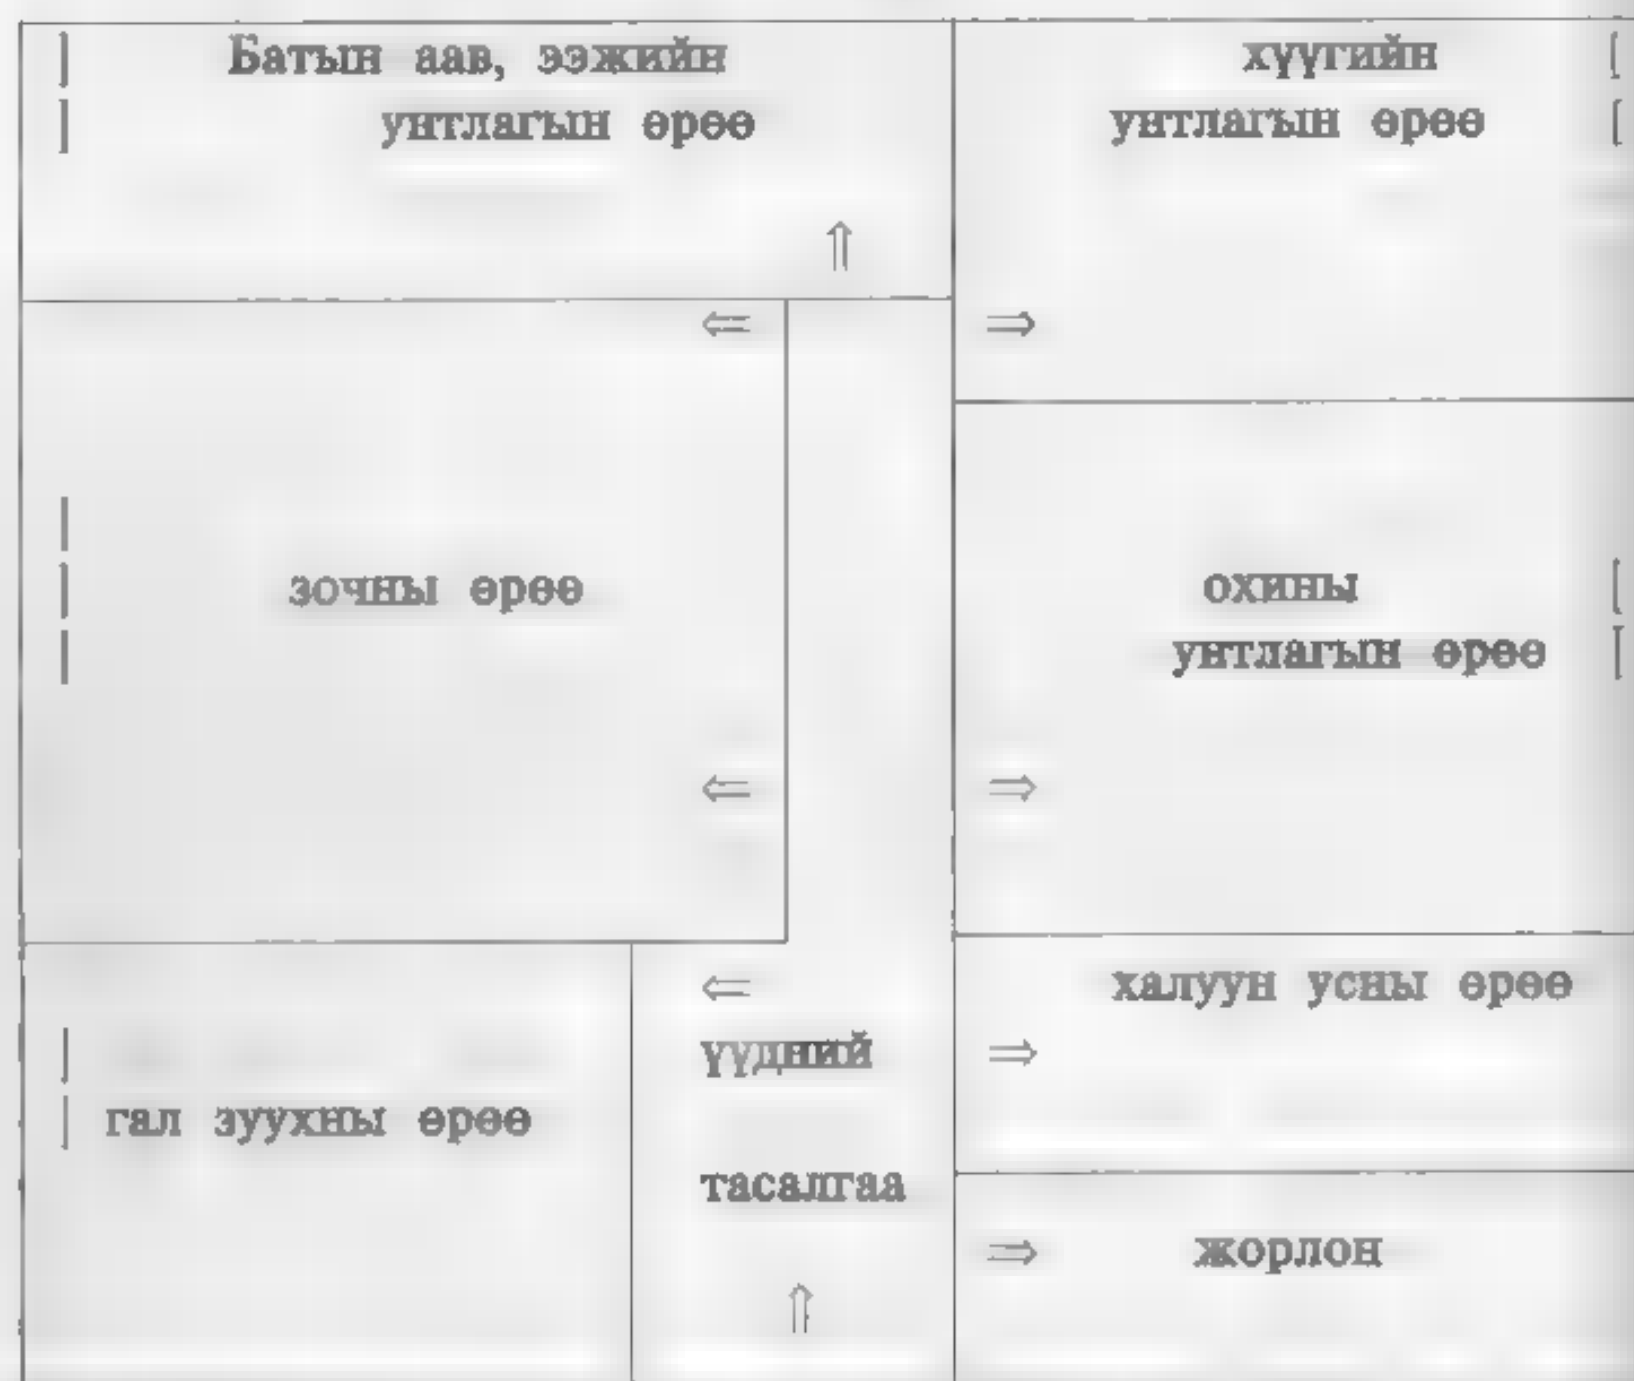 Батын аав, ээжийн
унтлагын өрөө
хүүгийн
унтлагын өрөө
зочны өрөө
охины
унтлагын өрөө
гал зуухны өрөө
үүдний
тасалгаа
халуун усны өрөө
жорлон